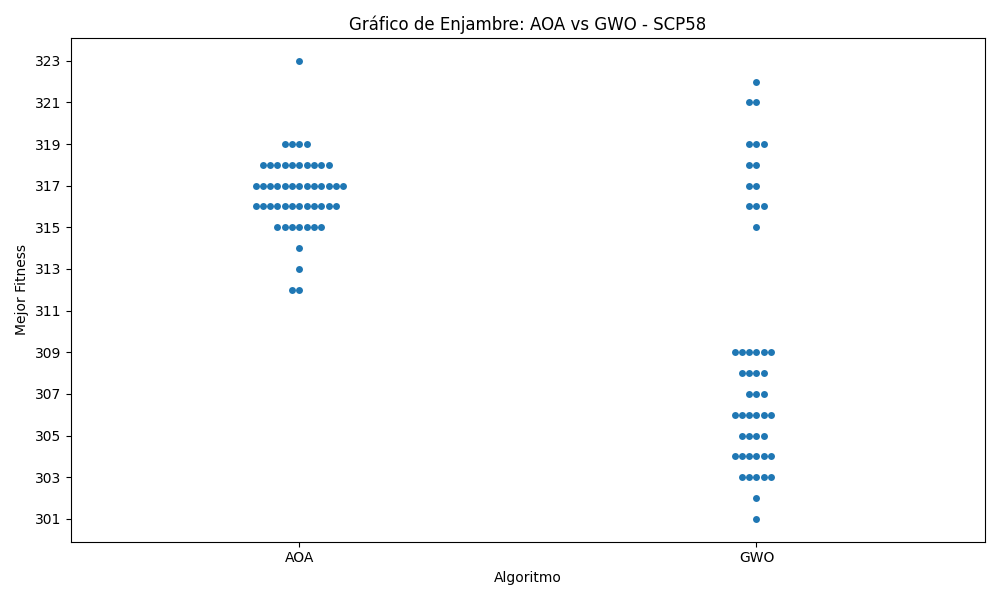 Gráfico de Enjambre: AOA vs GWO - SCP58
323
321
319
317
315
313
311
309
307
305
303
301
Mejor Fitness
AOA
GWO
Algoritmo